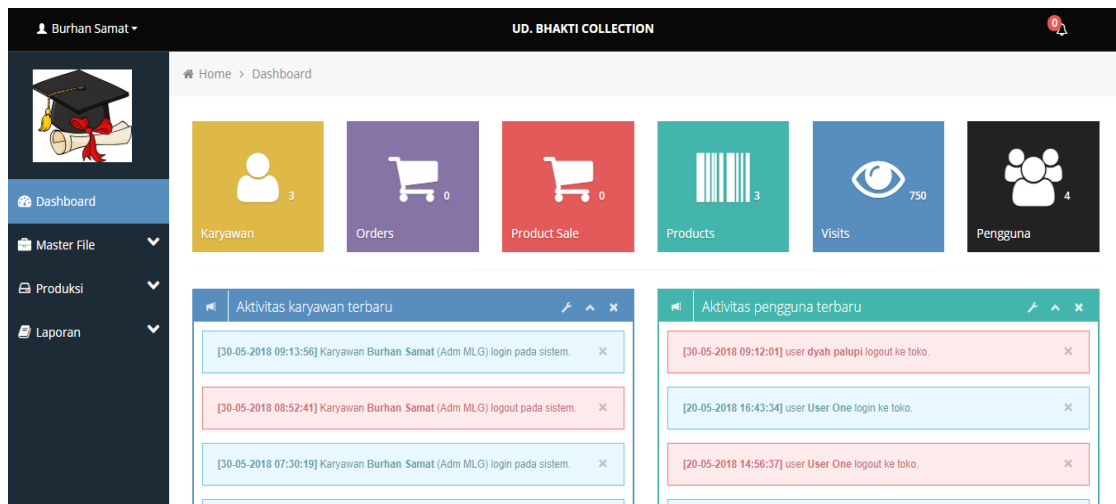 Burhan Samat
UD. BHAKTI COLLECTION
0
Home > Dashboard
Dashboard
Master File
Produksi
Laporan
3
Karyawan
0
Orders
0
Product Sale
3
Products
750
Visits
4
Pengguna
Aktivitas karyawan terbaru
[30-05-2018 09:13:56] Karyawan Burhan Samat (Adm MLG) login pada sistem.
[30-05-2018 08:52:41] Karyawan Burhan Samat (Adm MLG) logout pada sistem.
[30-05-2018 07:30:19] Karyawan Burhan Samat (Adm MLG) login pada sistem.
Aktivitas pengguna terbaru
[30-05-2018 09:12:01] user dyah palupi logout ke toko.
[20-05-2018 16:43:34] user User One login ke toko.
[20-05-2018 14:56:37] user User One logout ke toko.